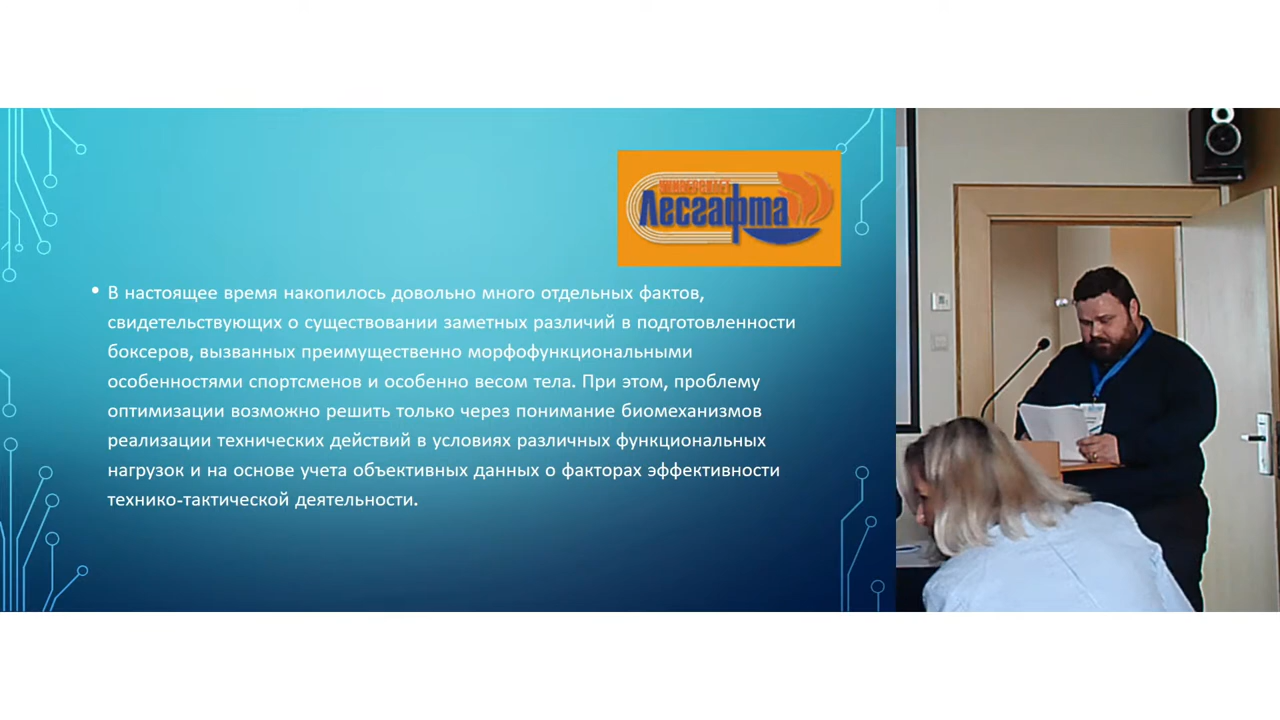 УНИВЕРСИТЕТ
Лесгафта
• В настоящее время накопилось довольно много отдельных фактов,
свидетельствующих о существовании заметных различий в подготовленности
боксеров, вызванных преимущественно морфофункциональными
особенностями спортсменов и особенно весом тела. При этом, проблему
оптимизации возможно решить только через понимание биомеханизмов
реализации технических действий в условиях различных функциональных
нагрузок и на основе учета объективных данных о факторах эффективности
технико-тактической деятельности.